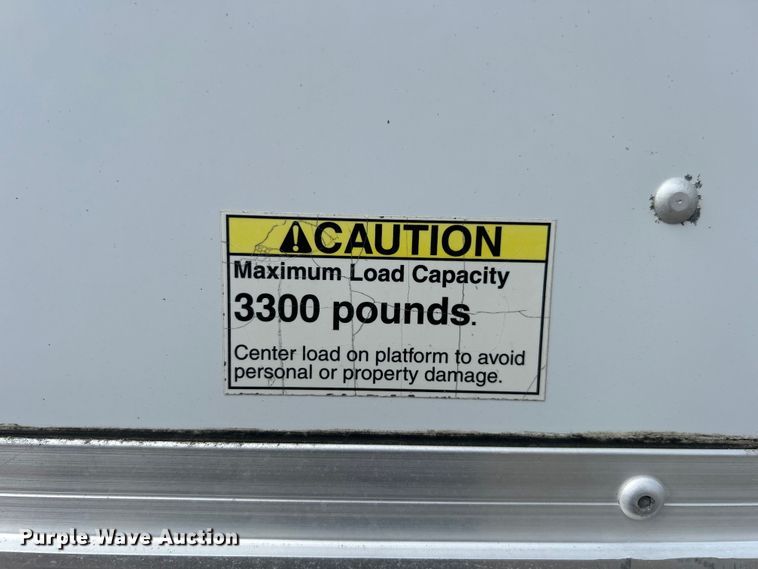 CAUTION
Maximum Load Capacity
3300 pounds.
Center load on platform to avoid
personal or property damage.
Purple Wave Auction